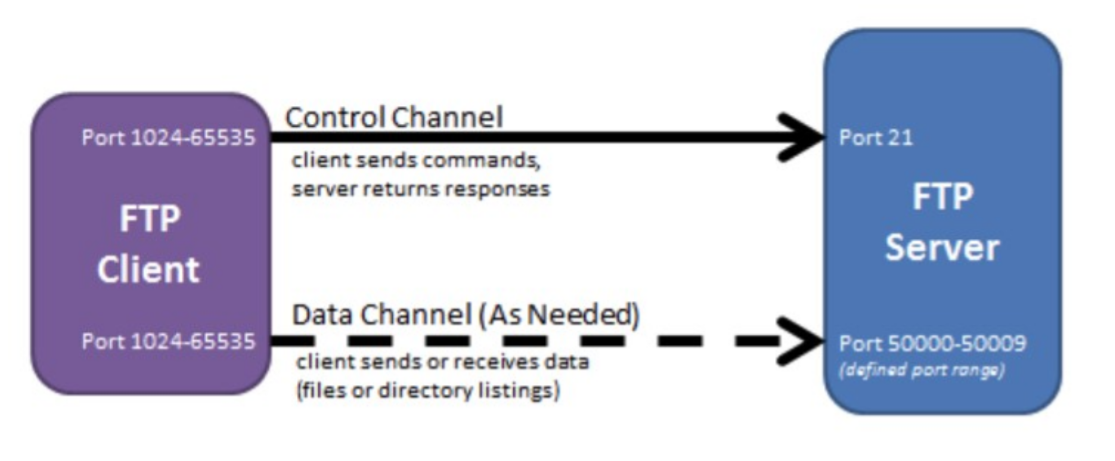 Control Channel
Port 1024-65535
Port 21
client sends commands,
server returns responses
FTP
Client
FTP
Server
Data Channel (As Needed)
Port 1024-65535
Port 50000-50009
(defined port range)
client sends or receives data
(files or directory listings)